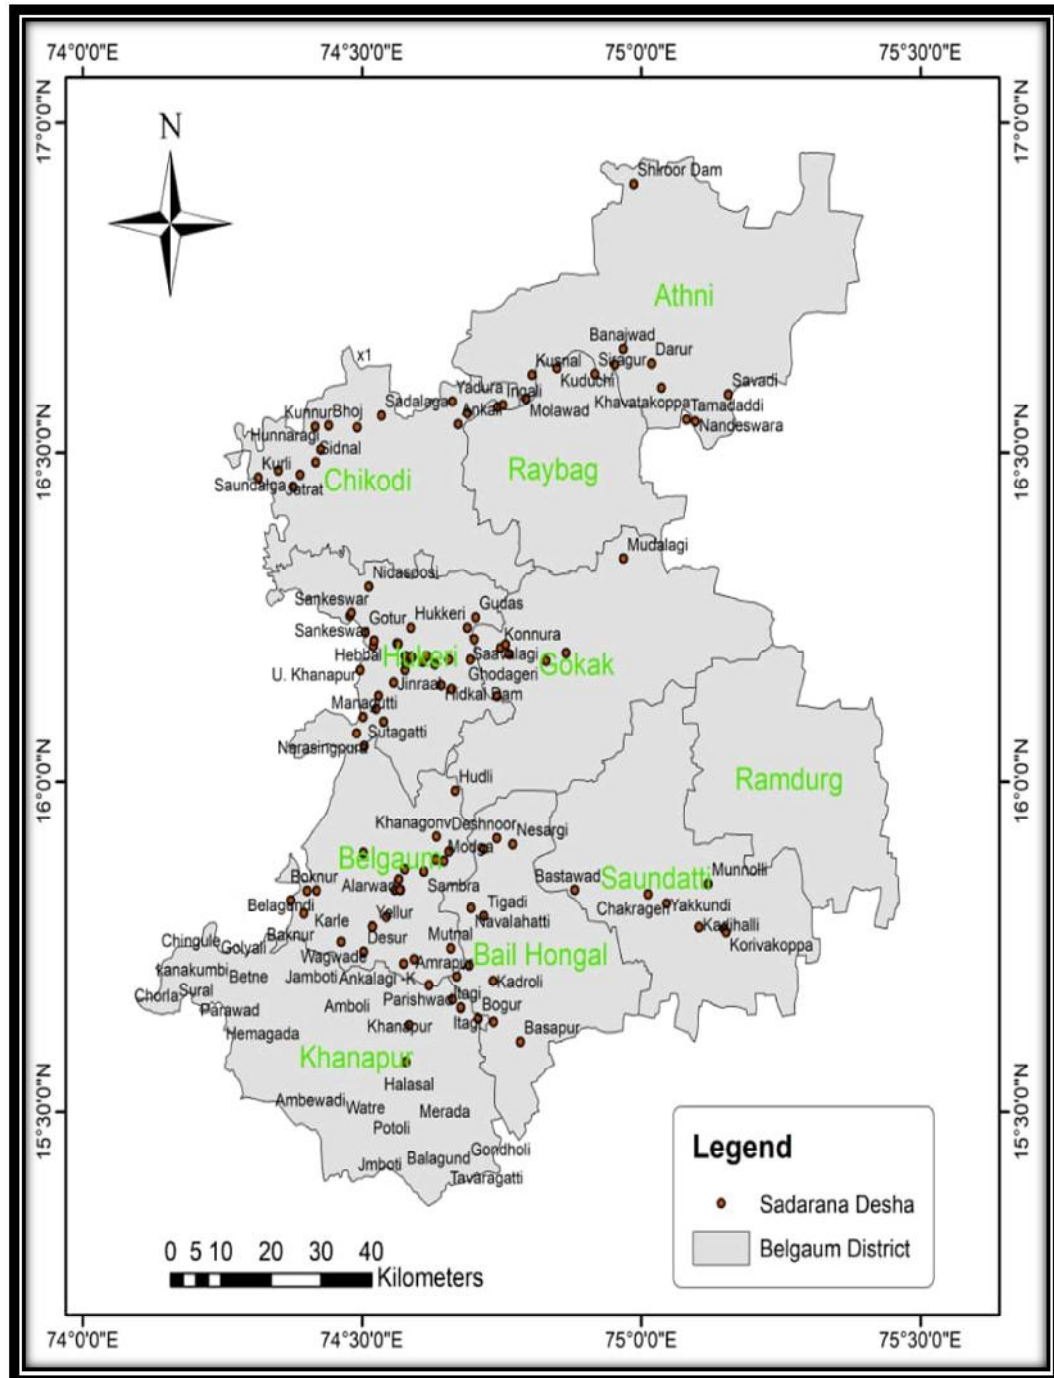 74°0'0"E 74°30'0"E 75°0'0"E 75°30'0"E
17°0'0"N 17°0'0"N
N
Shiroor Dam
Athni
Banajwad
x1 Kusnal Siragur Darur
Yadura Ingali Kuduchi Savadi
Kunnur Bhoj Sadalaga Ankali Molawad Khavatakoppa Tamadaddi
Hunnaragi Nandeswara
16°30'0"N Sidnal 16°30'0"N
Kurli Chikodi Raybag
Saundalga Jatrat
Mudalagi
Nidasoosi
Sankeswar Gudas
Gotur Hukkeri
Sankeswar Konnura
Hebbal Hukeri Saavalagi Gokak
U. Khanapur Jinraal Ghodageri
Hidkal Dam
Managutti
Sutagatti
Nerasingpura
16°0'0"N Hudli Ramdurg 16°0'0"N
Khanagonv Deshnoor Nesargi
Belgaum Modga
Boknur Alarwad Sambra Bastawad Saundatti Munnolli
Belagundi Yellur Tigadi Chakrageri Yakkundi
Karle Navalahatti Karlihalli
Chingule Golyali Baknur Desur Mutnal Korivakoppa
Wagwade Amrapur Bail Hongal
kanakumbi Betne Jamboti Ankalagi -K Kadroli
Chorla Sural Parishwad Itagi
Parawad Amboli Bogur
Hemagada Khanapur Itagi Basapur
Khanapur
Halasal
15°30'0"N Ambewadi Watre Merada 15°30'0"N
Potoli
Gondholi
Jmboti Balagund
Tavaragatti
Legend
Sadarana Desha
Belgaum District
0 5 10 20 30 40
Kilometers
74°0'0"E 74°30'0"E 75°0'0"E 75°30'0"E